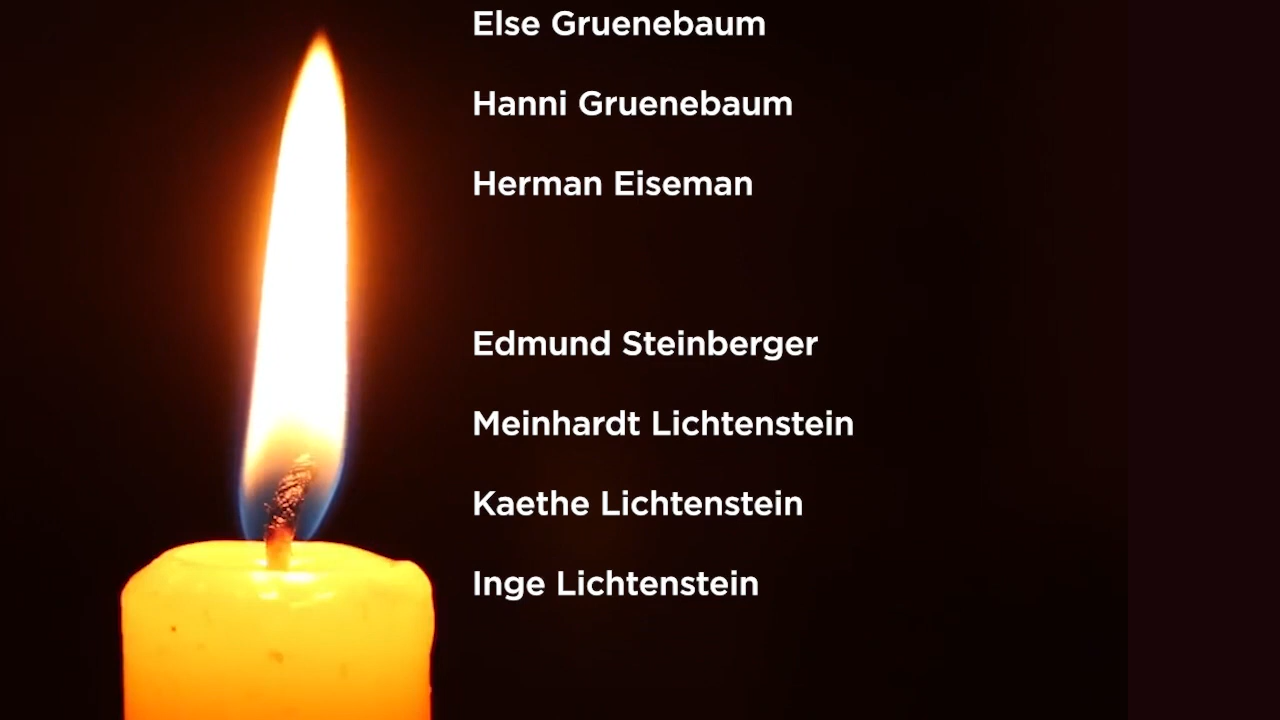 Else Gruenebaum
Hanni Gruenebaum
Herman Eiseman
Edmund Steinberger
Meinhardt Lichtenstein
Kaethe Lichtenstein
Inge Lichtenstein